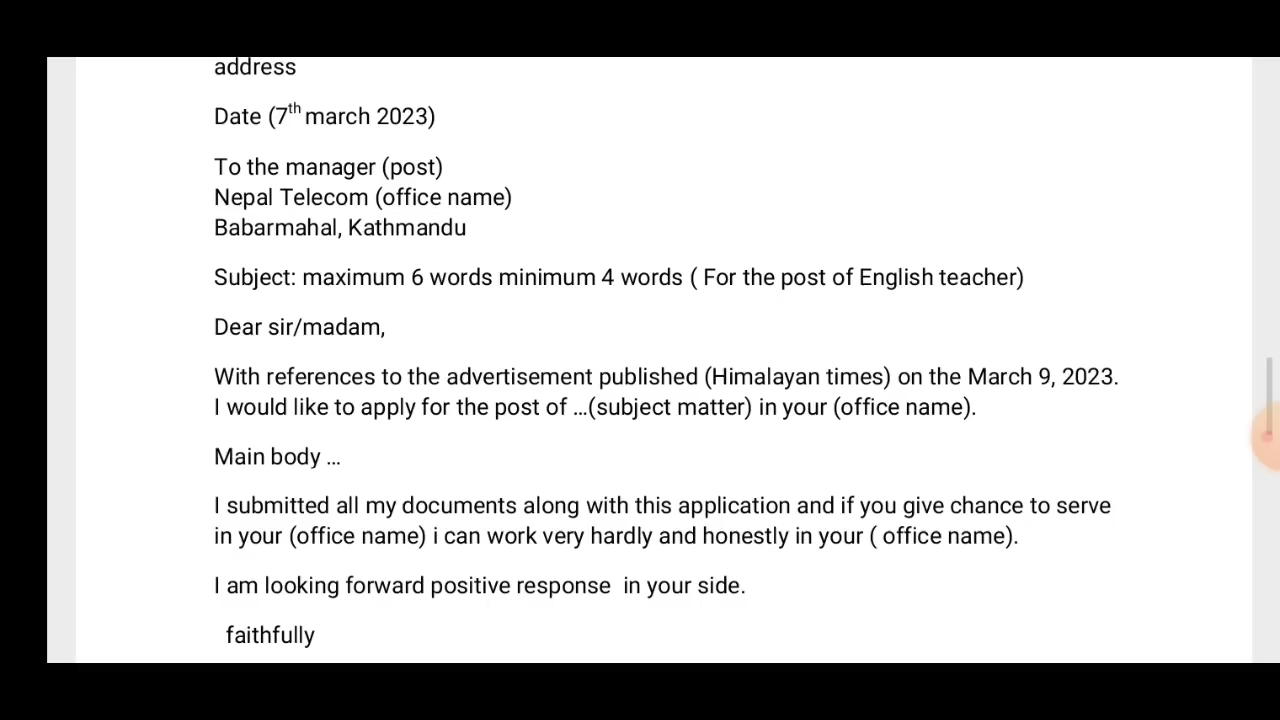 address
Date (7th march 2023)
To the manager (post)
Nepal Telecom (office name)
Babarmahal, Kathmandu
Subject: maximum 6 words minimum 4 words ( For the post of English teacher)
Dear sir/madam,
With references to the advertisement published (Himalayan times) on the March 9, 2023.
I would like to apply for the post of ...(subject matter) in your (office name).
Main body ...
I submitted all my documents along with this application and if you give chance to serve
in your (office name) i can work very hardly and honestly in your ( office name).
I am looking forward positive response  in your side.
faithfully